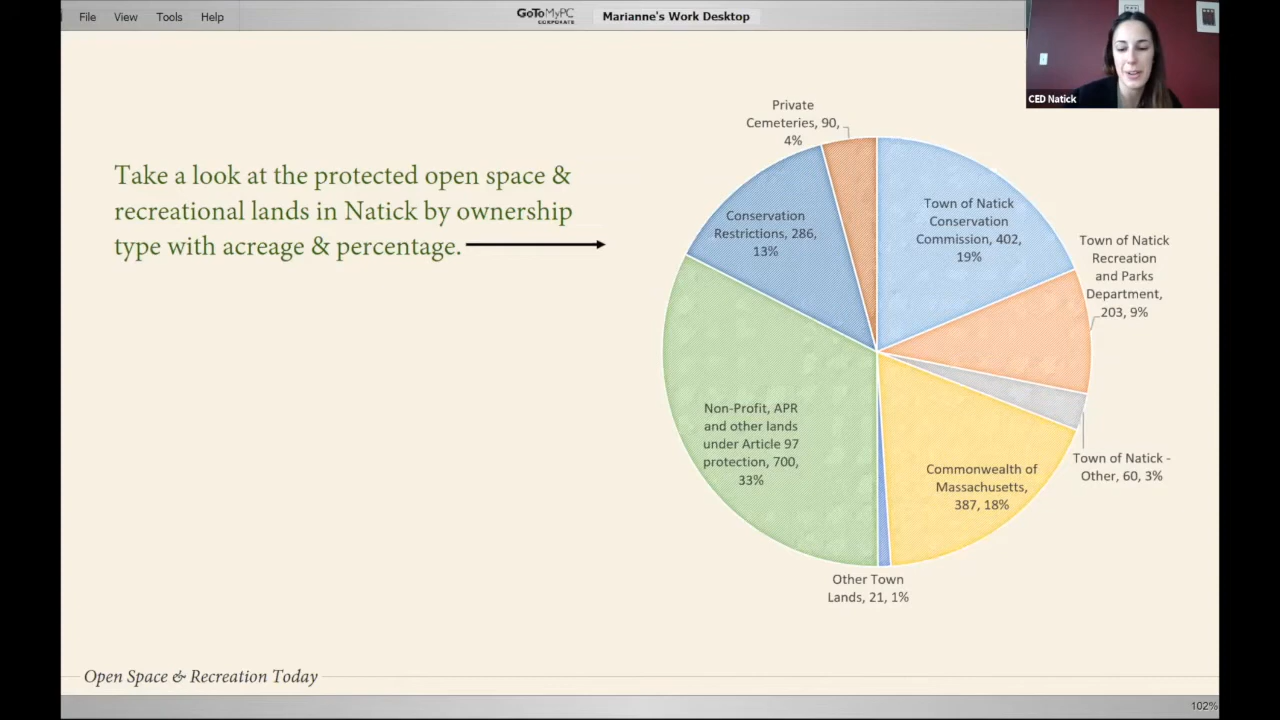 File View Tools Help
GoToMyPC
CORPORATE
Marianne's Work Desktop
CED Natick
Take a look at the protected open space &
recreational lands in Natick by ownership
type with acreage & percentage.
Private
Cemeteries, 90,
4%
Town of Natick
Conservation
Commission, 402,
19%
Town of Natick
Recreation
and Parks
Department,
203, 9%
Town of Natick -
Other, 60, 3%
Commonwealth of
Massachusetts,
387, 18%
Other Town
Lands, 21, 1%
Non-Profit, APR
and other lands
under Article 97
protection, 700,
33%
Conservation
Restrictions, 286,
13%
Open Space & Recreation Today
102%